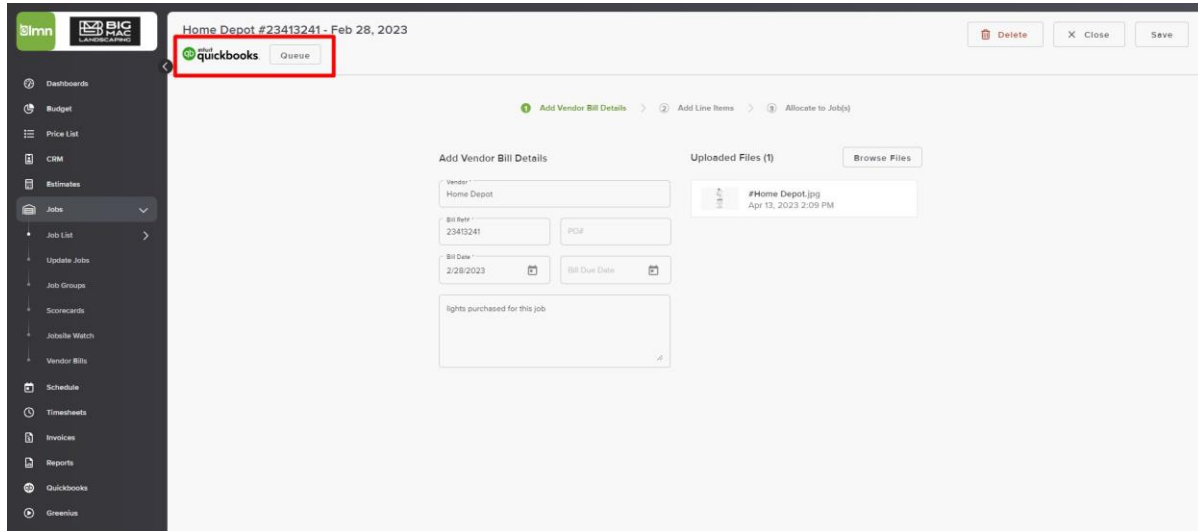 lmn
BIG MAC
LANDSCAPING
Home Depot #23413241 - Feb 28, 2023
Delete
Close
Save
intuit
quickbooks.
Queue
Dashboards
Budget
Price List
CRM
Estimates
Jobs
Job List
Update Jobs
Job Groups
Scorecards
Jobsite Watch
Vendor Bills
Schedule
Timesheets
Invoices
Reports
Quickbooks
Greenius
1 Add Vendor Bill Details > 2 Add Line Items > 3 Allocate to Job(s)
Add Vendor Bill Details
Vendor *
Home Depot
Bill Ref# *
23413241
PO#
Bill Date *
2/28/2023
Bill Due Date
lights purchased for this job
Uploaded Files (1)
Browse Files
#Home Depot.jpg
Apr 13, 2023 2:09 PM